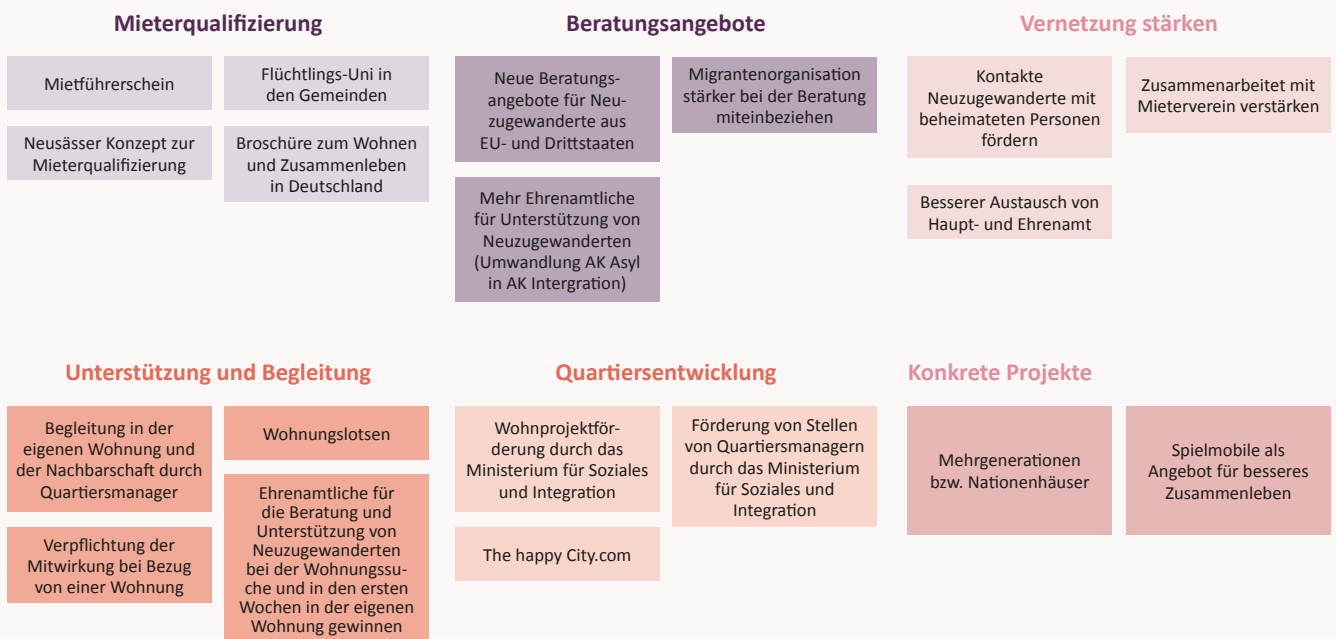 Mieterqualifizierung
Mietführerschein
Flüchtlings-Uni in
den Gemeinden
Neusässer Konzept zur
Mieterqualifizierung
Broschüre zum Wohnen
und Zusammenleben
in Deutschland
Beratungsangebote
Neue Beratungs-
angebote für Neu-
zugewanderte aus
EU- und Drittstaaten
Migrantenorganisation
stärker bei der Beratung
miteinbeziehen
Mehr Ehrenamtliche
für Unterstützung von
Neuzugewanderten
(Umwandlung AK Asyl
in AK Intergration)
Vernetzung stärken
Kontakte
Neuzugewanderte mit
beheimateten Personen
fördern
Zusammenarbeitet mit
Mieterverein verstärken
Besserer Austausch von
Haupt- und Ehrenamt
Unterstützung und Begleitung
Begleitung in der
eigenen Wohnung und
der Nachbarschaft durch
Quartiersmanager
Wohnungslotsen
Verpflichtung der
Mitwirkung bei Bezug
von einer Wohnung
Ehrenamtliche für
die Beratung und
Unterstützung von
Neuzugewanderten
bei der Wohnungssu-
che und in den ersten
Wochen in der eigenen
Wohnung gewinnen
Quartiersentwicklung
Wohnprojektför-
derung durch das
Ministerium für Soziales
und Integration
Förderung von Stellen
von Quartiersmanagern
durch das Ministerium
für Soziales und
Integration
The happy City.com
Konkrete Projekte
Mehrgenerationen
bzw. Nationenhäuser
Spielmobile als
Angebot für besseres
Zusammenleben